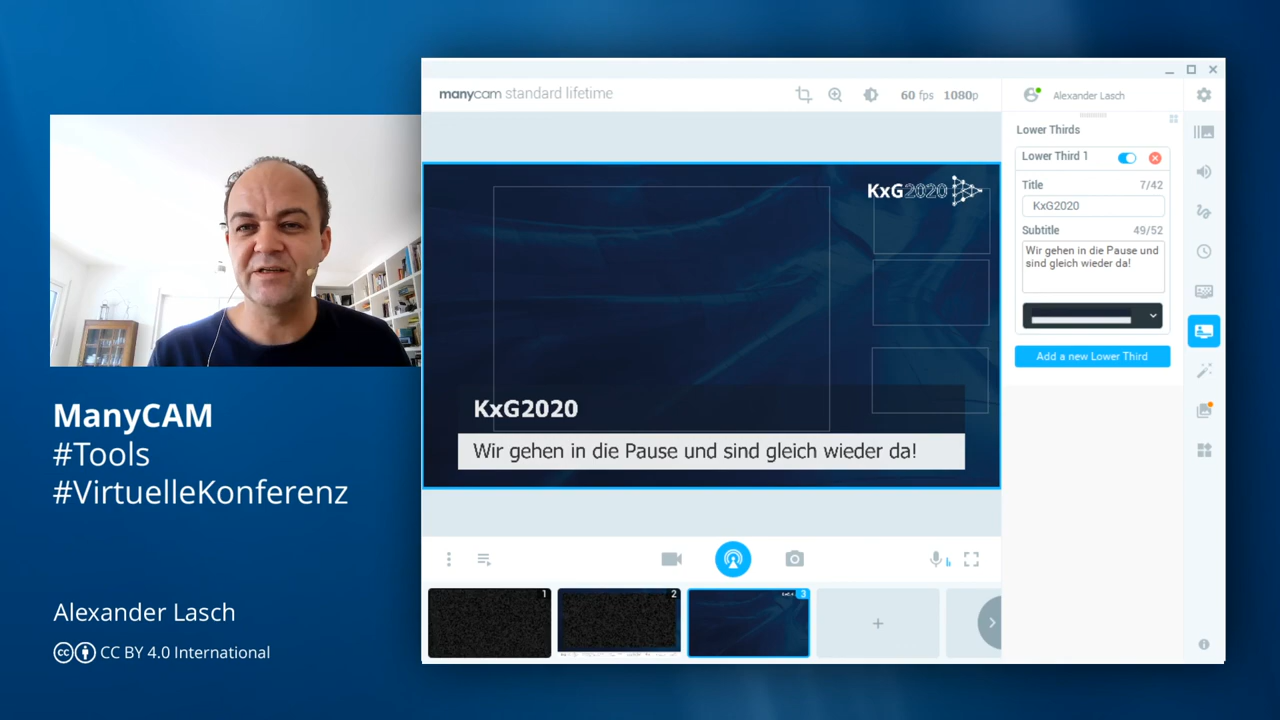 manycam standard lifetime
60 fps 1080p
Alexander Lasch
Lower Thirds
Lower Third 1
Title 7/42
KxG2020
Subtitle 49/52
Wir gehen in die Pause und
sind gleich wieder da!
Add a new Lower Third
KxG2020
KxG2020
Wir gehen in die Pause und sind gleich wieder da!
1
2
3
ManyCAM
#Tools
#VirtuelleKonferenz
Alexander Lasch
cc CC BY 4.0 International